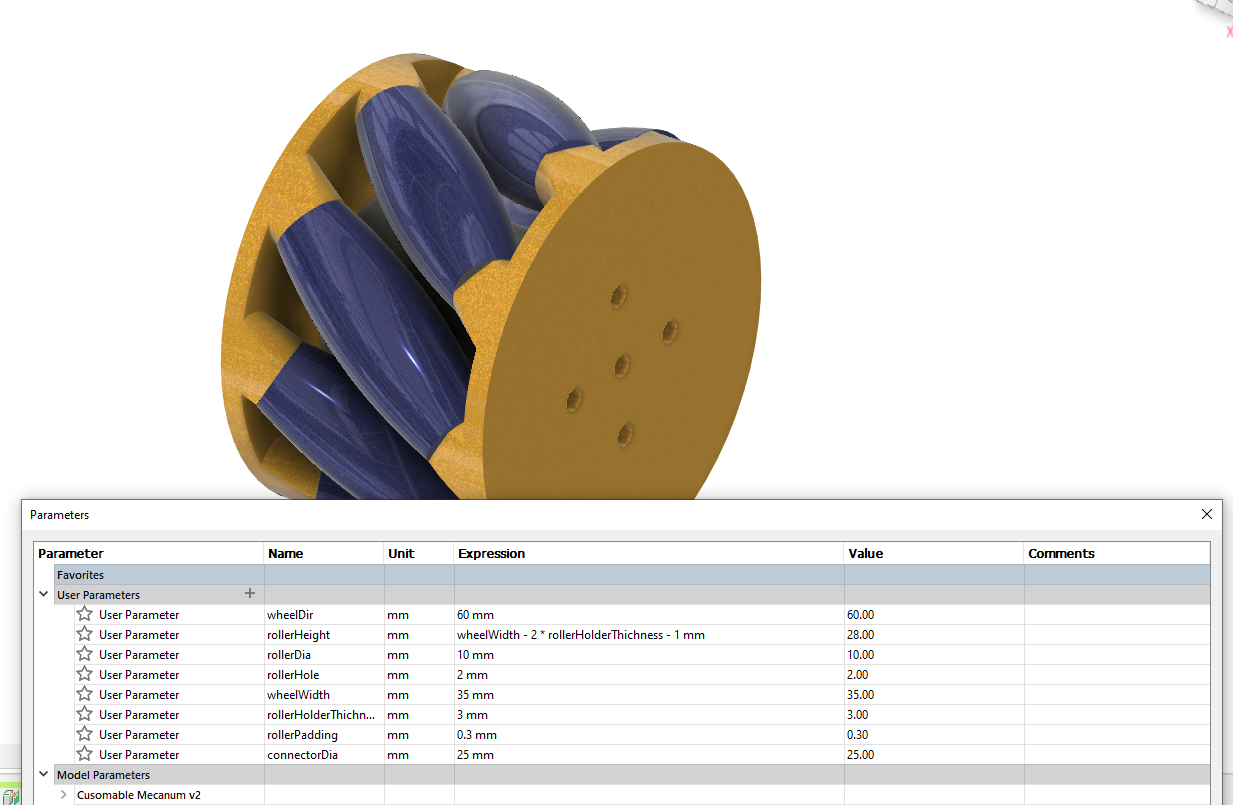 X
Parameters
Parameter Name Unit Expression Value Comments
Favorites
User Parameters +
User Parameter wheelDir mm 60 mm 60.00
User Parameter rollerHeight mm wheelWidth - 2 * rollerHolderThichness - 1 mm 28.00
User Parameter rollerDia mm 10 mm 10.00
User Parameter rollerHole mm 2 mm 2.00
User Parameter wheelWidth mm 35 mm 35.00
User Parameter rollerHolderThichn... mm 3 mm 3.00
User Parameter rollerPadding mm 0.3 mm 0.30
User Parameter connectorDia mm 25 mm 25.00
Model Parameters
Cusomable Mecanum v2